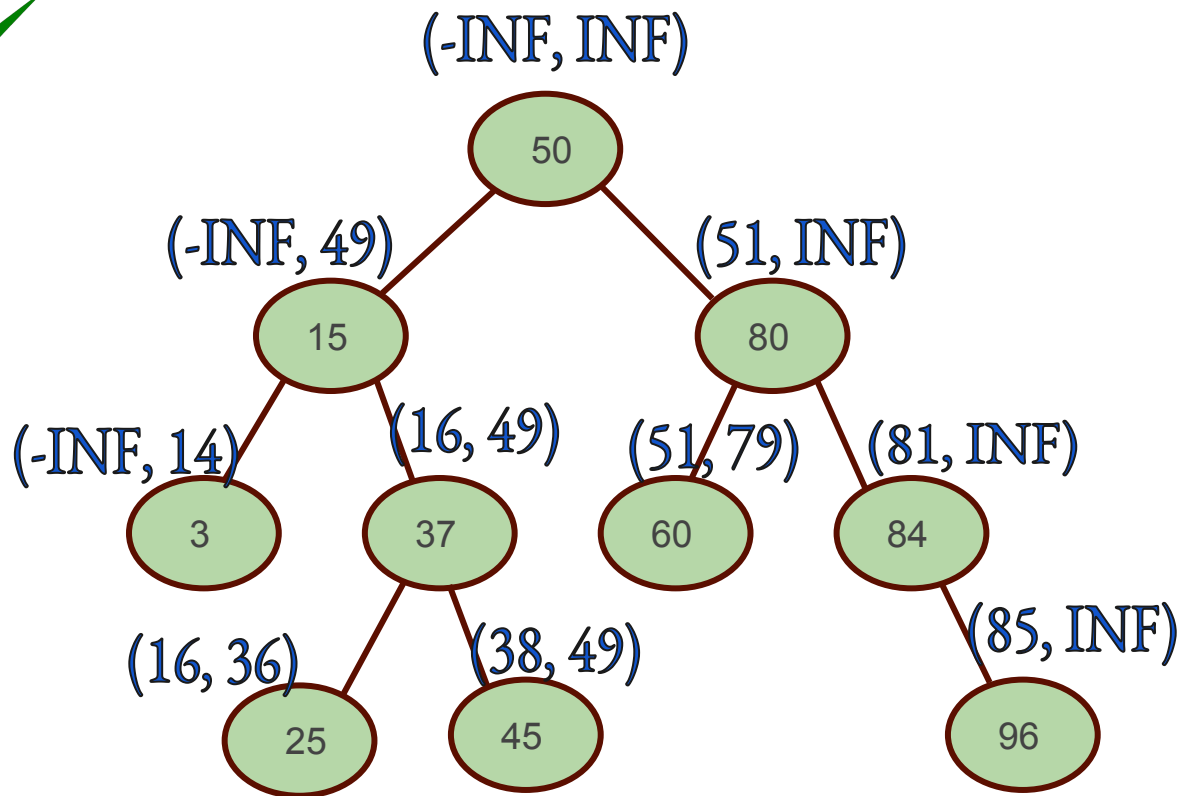 (-INF, INF)
50
(-INF, 49)
(51, INF)
15
80
(-INF, 14)
(16, 49)
(51, 79)
(81, INF)
3
37
60
84
(16, 36)
(38, 49)
(85, INF)
25
45
96